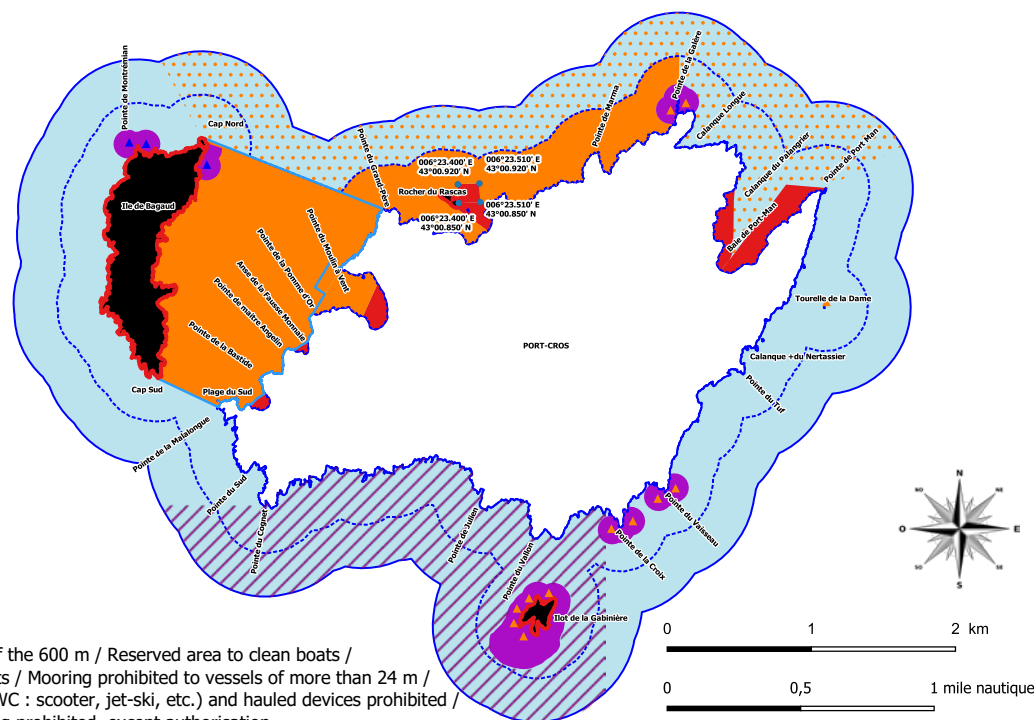 Pointe de Montrémian
Cap Nord
Pointe du Grand-Père
Pointe de Marma
Pointe de la Galère
Calanque Longue
Calanque du Palangrier
Pointe de Port Man
006°23.400' E
43°00.920' N
006°23.510' E
43°00.920' N
Rocher du Rascas
006°23.400' E
43°00.850' N
006°23.510' E
43°00.850' N
Baie de Port-Man
Ile de Bagaud
Pointe du Moulin à Vent
Pointe de la Pomme d'Or
Anse de la Fausse Monnaie
Pointe de maître Angelin
Pointe de la Bastide
Tourelle de la Dame
PORT-CROS
Calanque +du Nertassier
Cap Sud
Plage du Sud
Pointe du Tuf
Pointe de la Malalongue
Pointe du Sud
Pointe du Cognet
Pointe de Julien
Pointe du Vallon
Pointe du Vaisseau
Pointe de la Croix
Ilot de la Gabinière
N
NO
NE
O
E
SO
SE
S
f the 600 m / Reserved area to clean boats /
ts / Mooring prohibited to vessels of more than 24 m /
WC : scooter, jet-ski, etc.) and hauled devices prohibited /
0 1 2 km
0 0,5 1 mile nautique